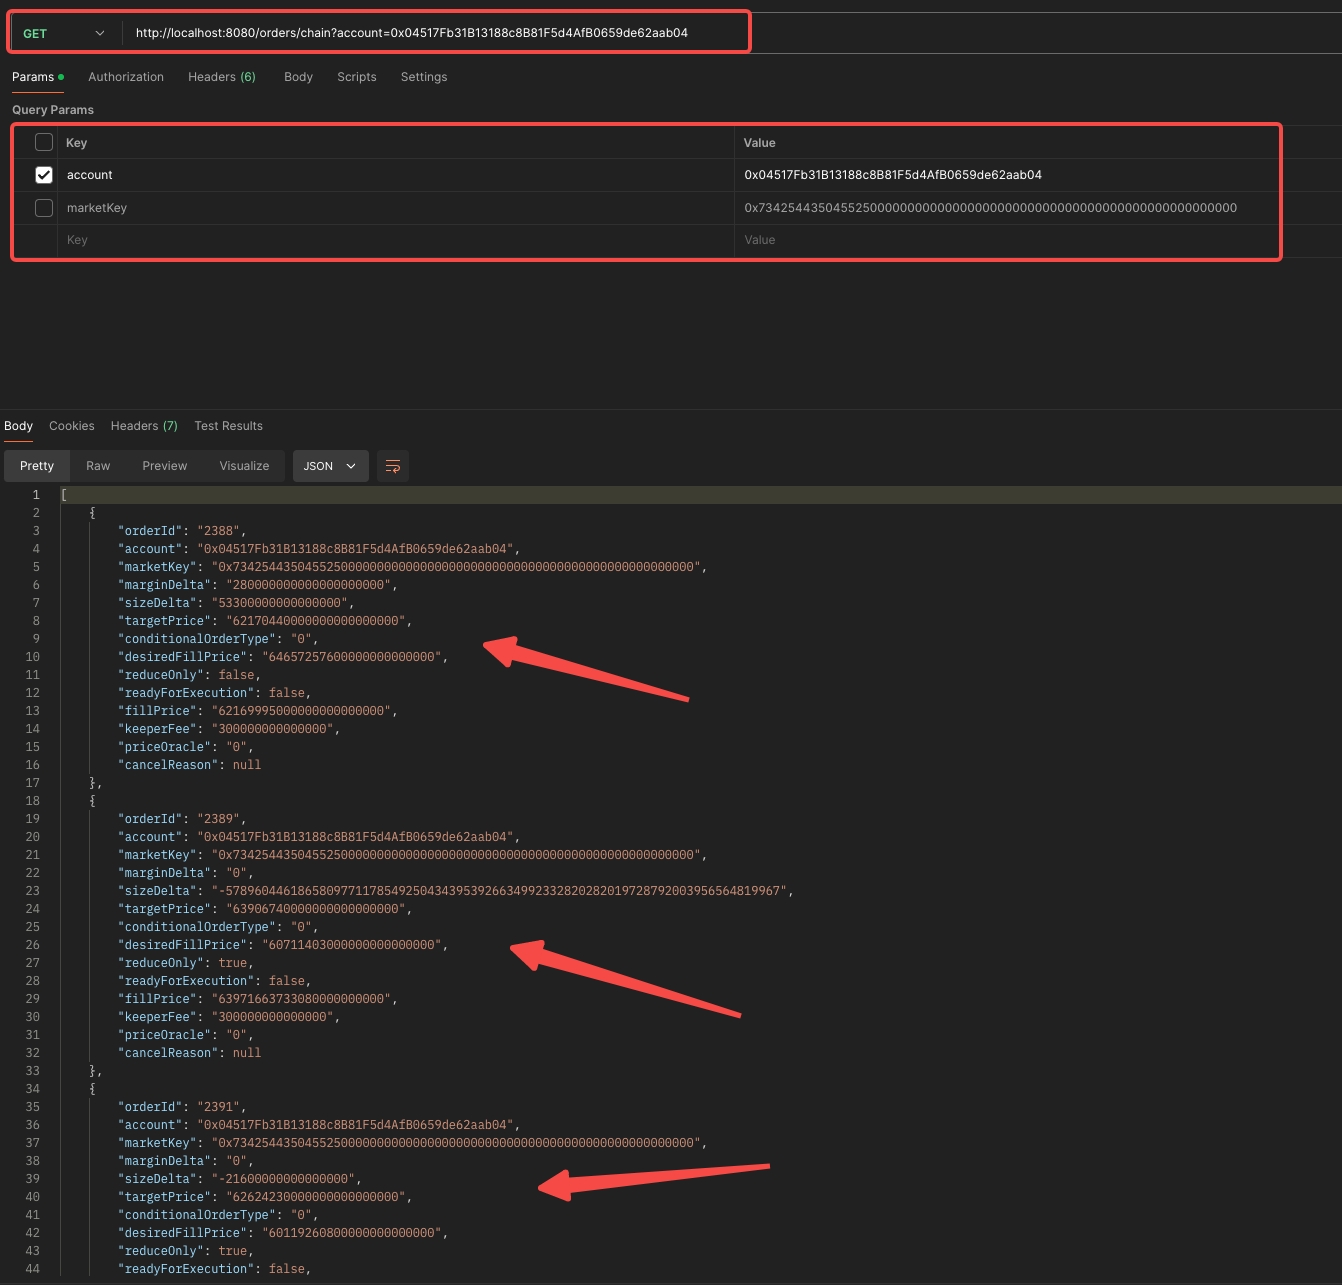 GET http://localhost:8080/orders/chain?account=0x04517Fb31B13188c8B81F5d4AfB0659de62aab04
Params Authorization Headers (6) Body Scripts Settings
Query Params
Key Value
account 0x04517Fb31B13188c8B81F5d4AfB0659de62aab04
marketKey 0x7342544350455250000000000000000000000000000000000000000000000000
Key Value
Body Cookies Headers (7) Test Results
Pretty Raw Preview Visualize JSON
1 [
2 {
3 "orderId": "2388",
4 "account": "0x04517Fb31B13188c8B81F5d4AfB0659de62aab04",
5 "marketKey": "0x7342544350455250000000000000000000000000000000000000000000000000",
6 "marginDelta": "280000000000000000000",
7 "sizeDelta": "53300000000000000",
8 "targetPrice": "62170440000000000000000",
9 "conditionalOrderType": "0",
10 "desiredFillPrice": "64657257600000000000000",
11 "reduceOnly": false,
12 "readyForExecution": false,
13 "fillPrice": "62169995000000000000000",
14 "keeperFee": "300000000000000",
15 "priceOracle": "0",
16 "cancelReason": null
17 },
18 {
19 "orderId": "2389",
20 "account": "0x04517Fb31B13188c8B81F5d4AfB0659de62aab04",
21 "marketKey": "0x7342544350455250000000000000000000000000000000000000000000000000",
22 "marginDelta": "0",
23 "sizeDelta": "-57896044618658097711785492504343953926634992332820282019728792003956564819967",
24 "targetPrice": "63906740000000000000000",
25 "conditionalOrderType": "0",
26 "desiredFillPrice": "60711403000000000000000",
27 "reduceOnly": true,
28 "readyForExecution": false,
29 "fillPrice": "63971663733080000000000",
30 "keeperFee": "300000000000000",
31 "priceOracle": "0",
32 "cancelReason": null
33 },
34 {
35 "orderId": "2391",
36 "account": "0x04517Fb31B13188c8B81F5d4AfB0659de62aab04",
37 "marketKey": "0x7342544350455250000000000000000000000000000000000000000000000000",
38 "marginDelta": "0",
39 "sizeDelta": "-21600000000000000",
40 "targetPrice": "62624230000000000000000",
41 "conditionalOrderType": "0",
42 "desiredFillPrice": "60119260800000000000000",
43 "reduceOnly": true,
44 "readyForExecution": false,